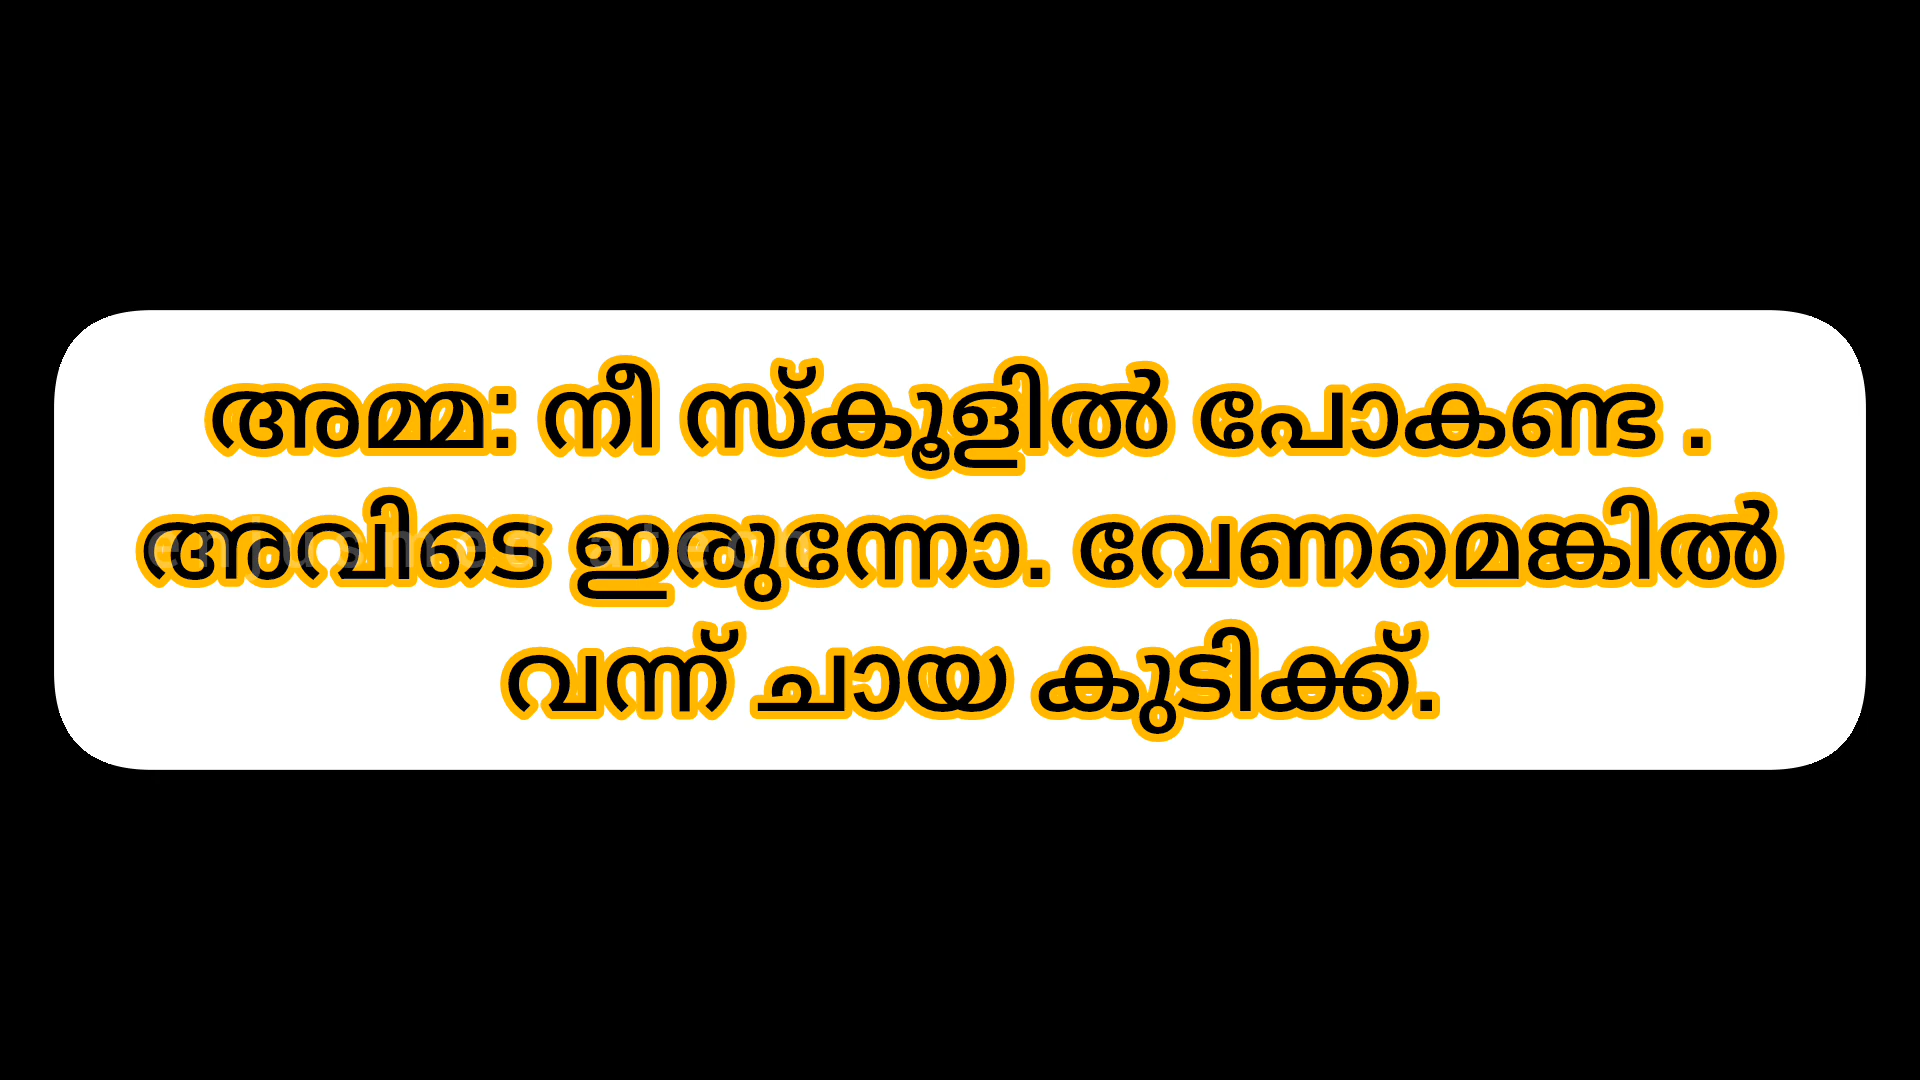 അമ്മ: നീ സ്കൂളിൽ പോകണ്ട .
അവിടെ ഇരുന്നോ. വേണമെങ്കിൽ
വന്ന് ചായ കുടിക്ക്.